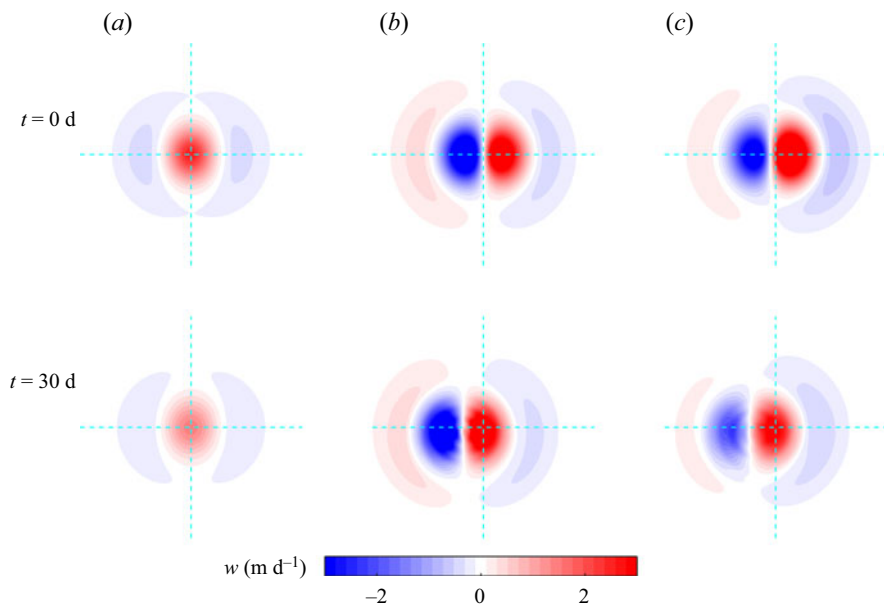 (a) (b) (c)
t = 0 d
t = 30 d
w (m d⁻¹)
−2 0 2